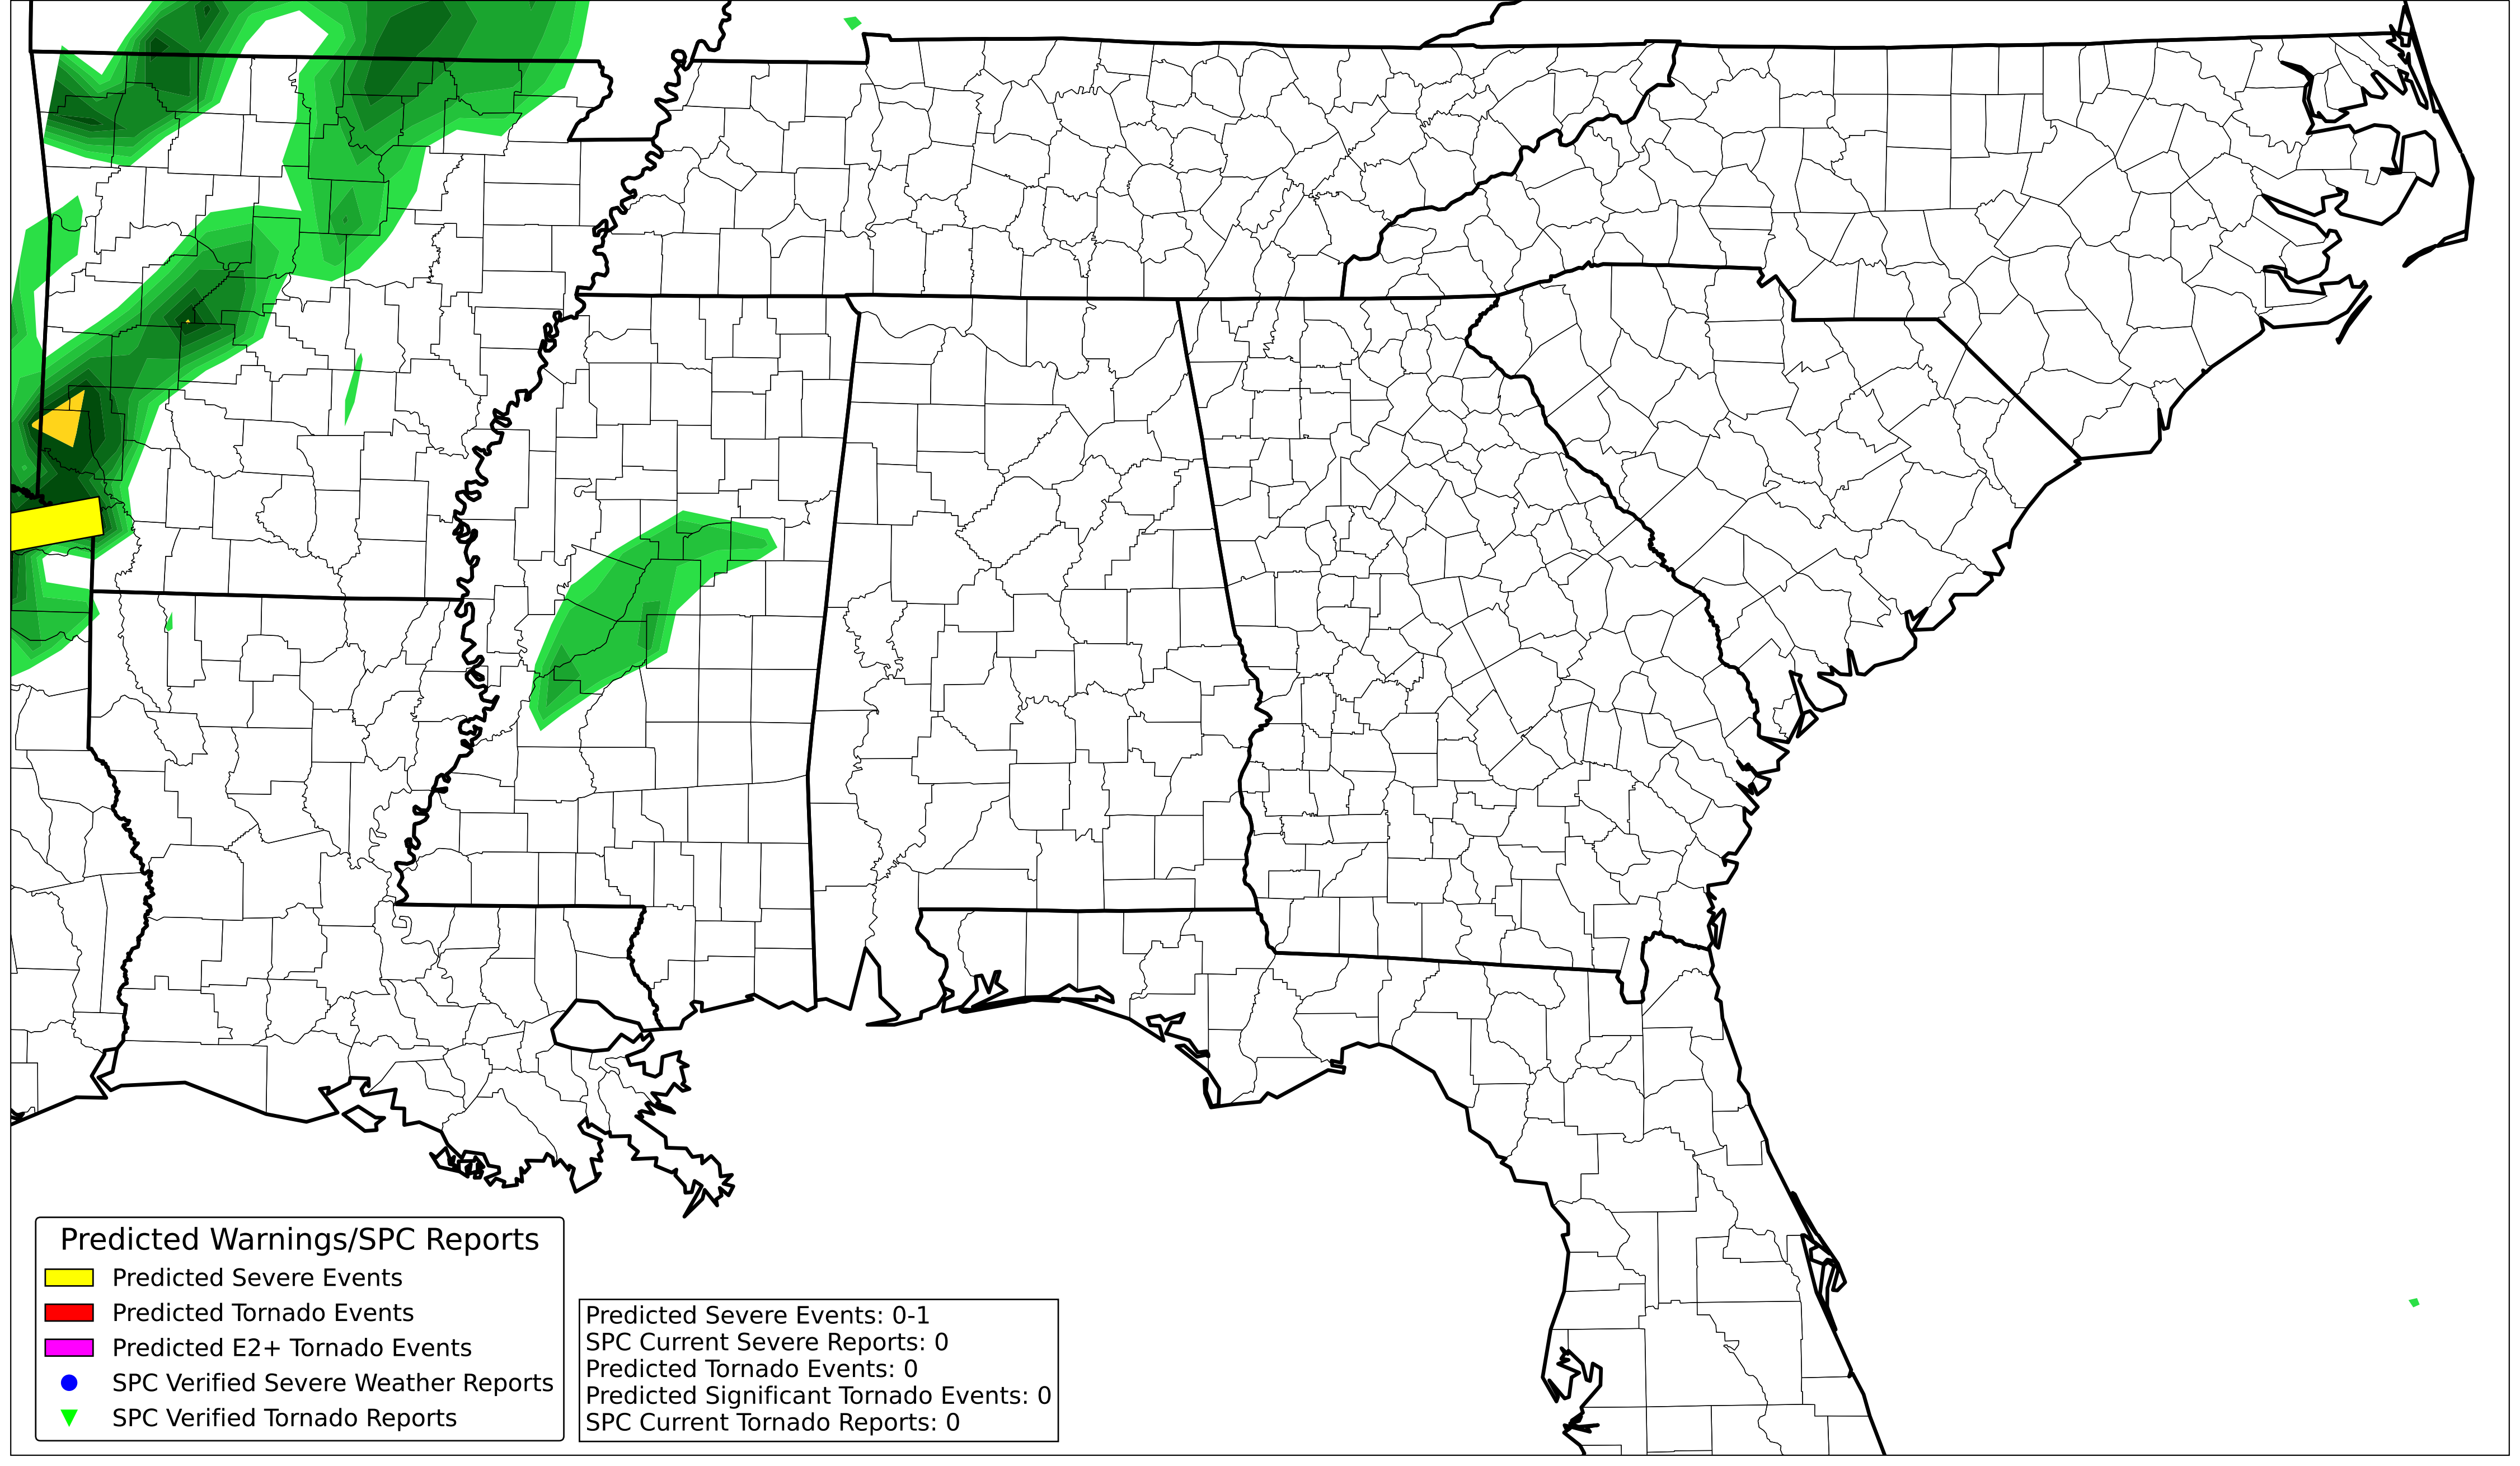 Predicted Warnings/SPC Reports
Predicted Severe Events
Predicted Tornado Events
Predicted E2+ Tornado Events
SPC Verified Severe Weather Reports
SPC Verified Tornado Reports
Predicted Severe Events: 0-1
SPC Current Severe Reports: 0
Predicted Tornado Events: 0
Predicted Significant Tornado Events: 0
SPC Current Tornado Reports: 0